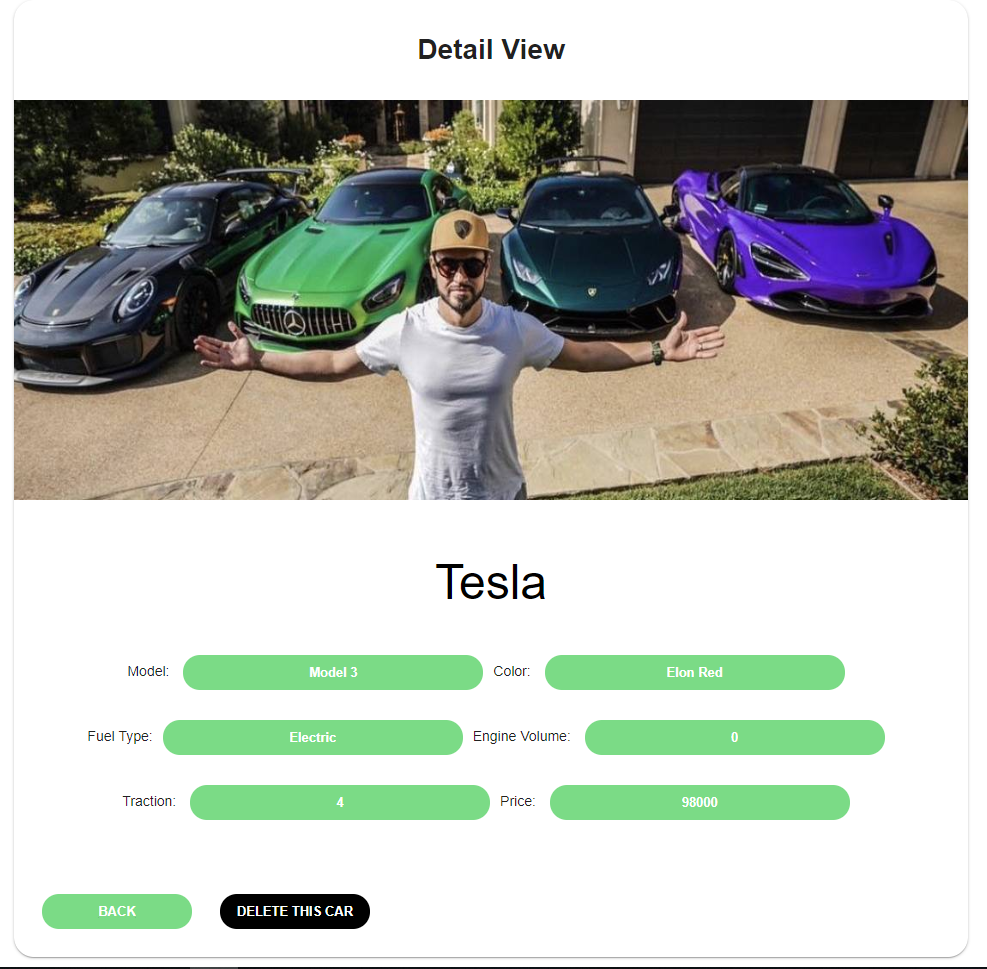 Detail View
Tesla
Model: Model 3 Color: Elon Red
Fuel Type: Electric Engine Volume: 0
Traction: 4 Price: 98000
BACK DELETE THIS CAR